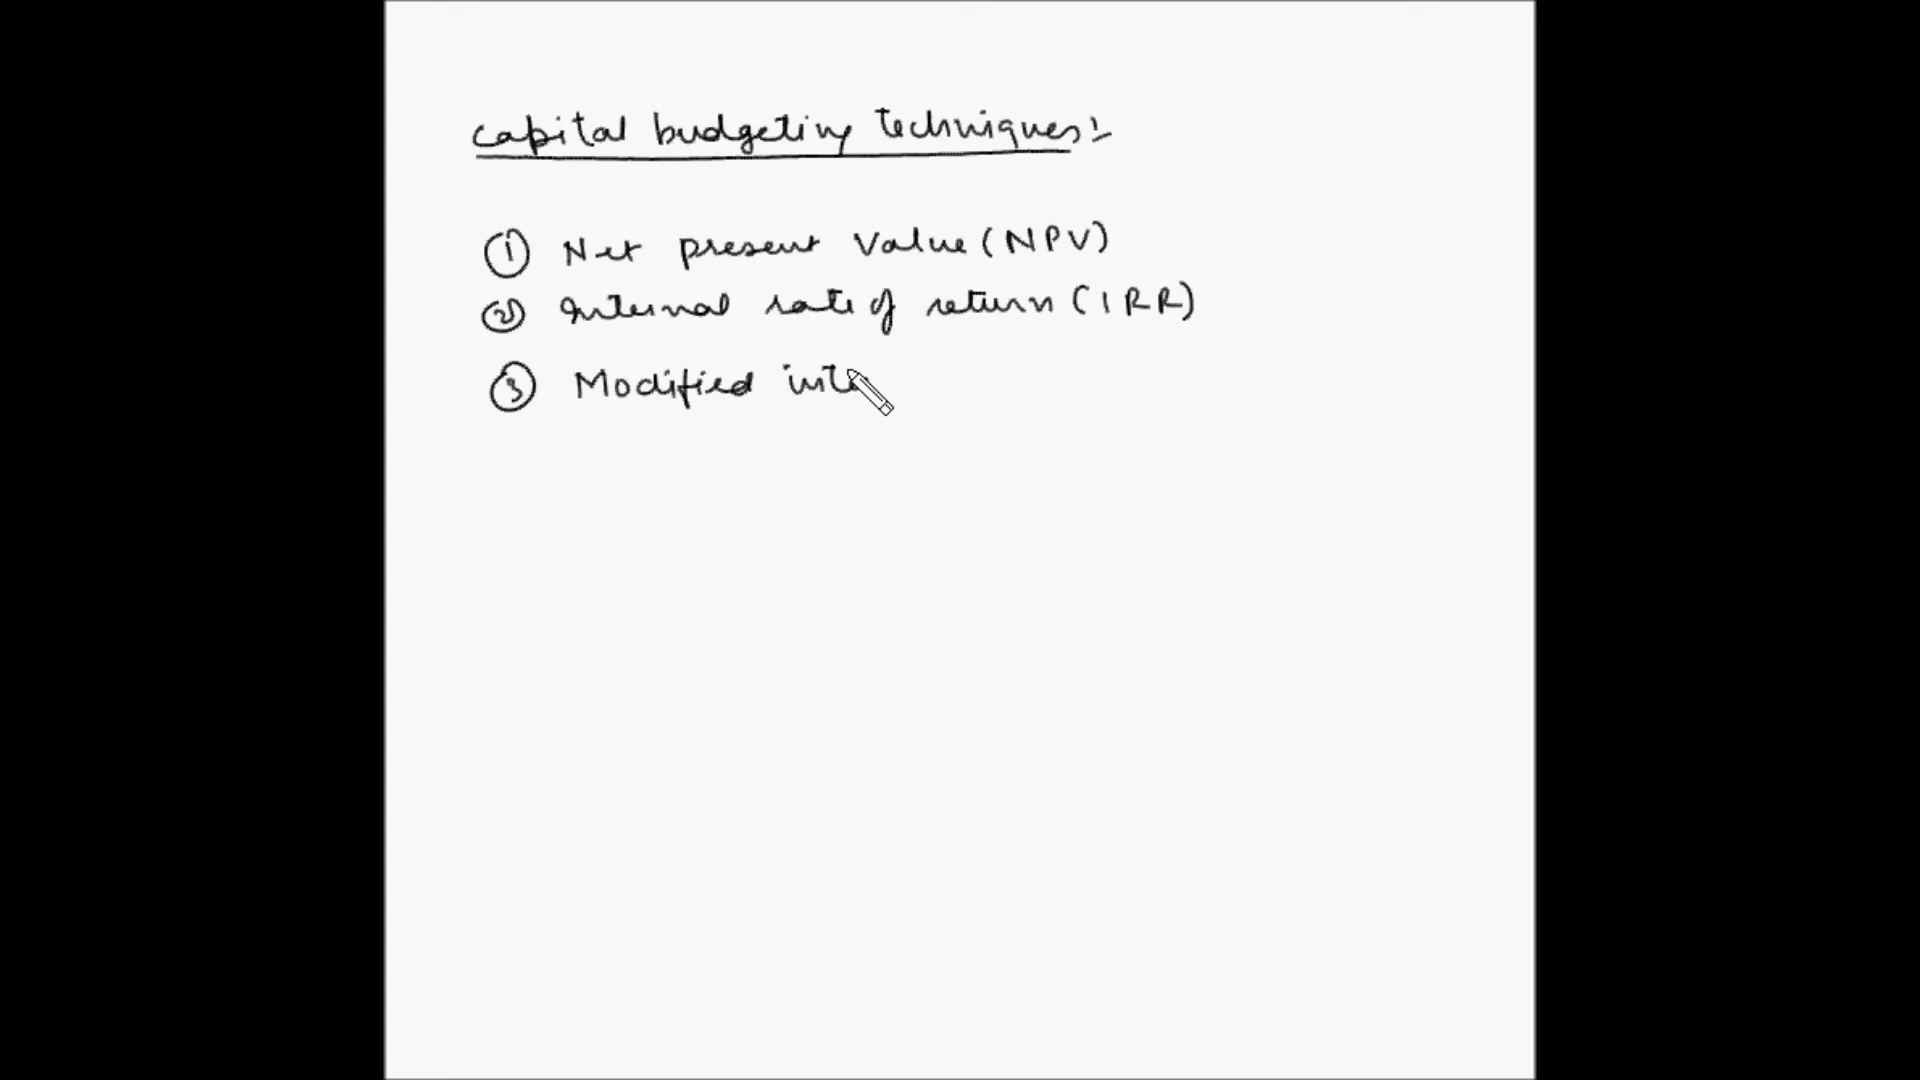 Capital budgeting techniques:-
① Net present value (NPV)
② Internal rate of return (IRR)
③ Modified inte